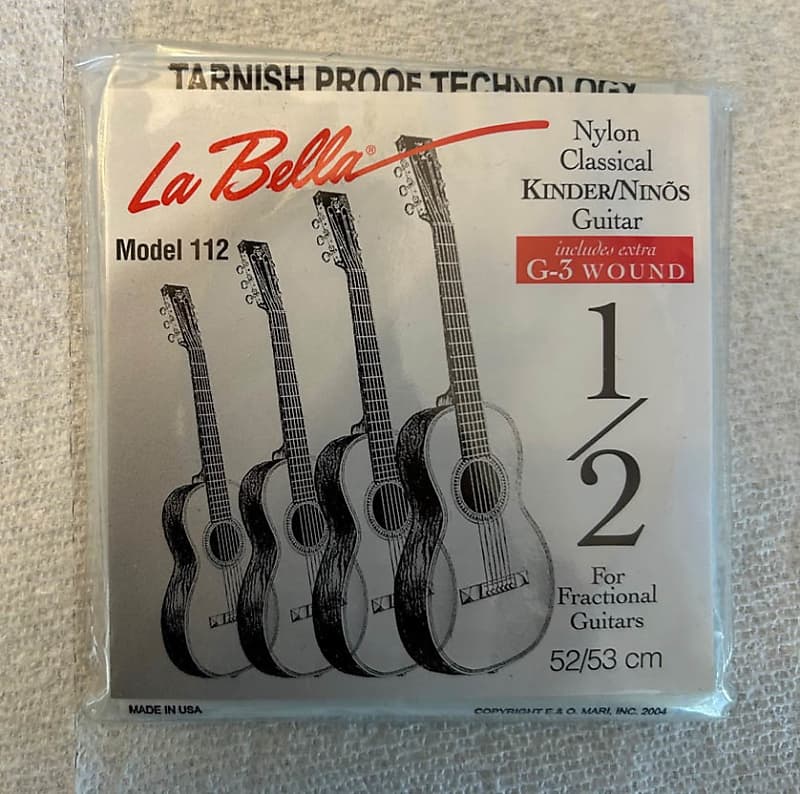 TARNISH PROOF TECHNOLOGY
La Bella®
Model 112
Nylon
Classical
KINDER/NINÕS
Guitar
includes extra
G-3 WOUND
1/2
For
Fractional
Guitars
52/53 cm
MADE IN USA
COPYRIGHT E & O. MARI, INC. 2004